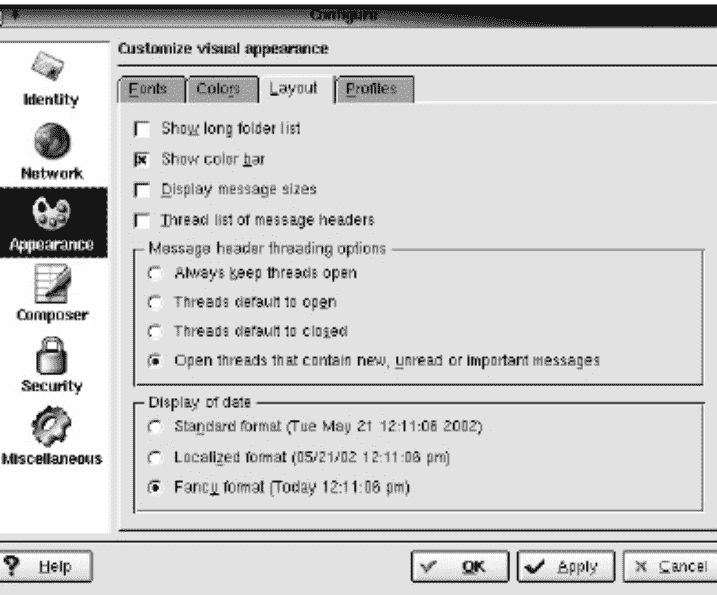 Configure
Customize visual appearance
Identity
Network
Appearance
Composer
Security
Miscellaneous
Fonts
Colors
Layout
Profiles
Show long folder list
Show color bar
Display message sizes
Thread list of message headers
Message header threading options
Always keep threads open
Threads default to open
Threads default to closed
Open threads that contain new, unread or important messages
Display of date
Standard format (Tue May 21 12:11:06 2002)
Localized format (05/21/02 12:11:06 pm)
Fancy format (Today 12:11:06 pm)
? Help
OK
Apply
Cancel